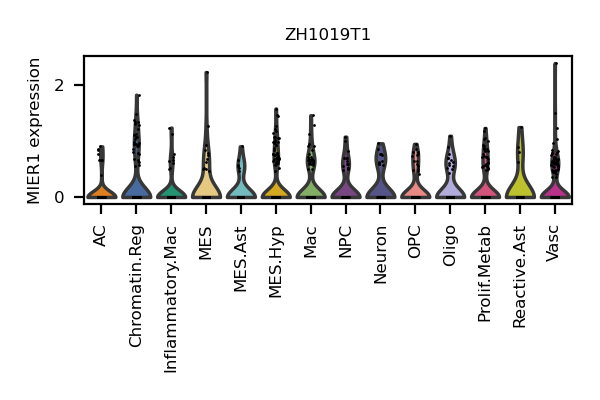 ZH1019T1
MIER1 expression
2
0
AC
Chromatin.Reg
Inflammatory.Mac
MES
MES.Ast
MES.Hyp
Mac
NPC
Neuron
OPC
Oligo
Prolif.Metab
Reactive.Ast
Vasc